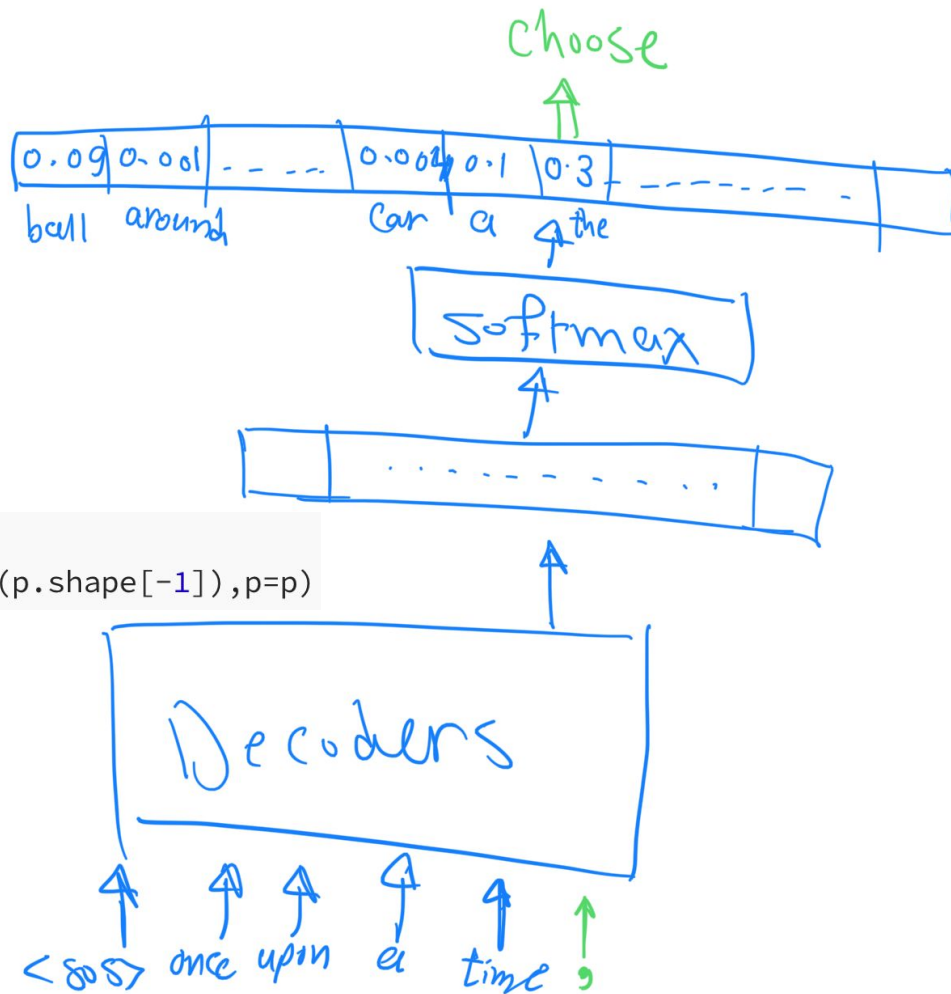 choose
0.09 0.001 - - - - - 0.001 0.1 0.3 - - - - - - - - -
ball around car a the
softmax
(p.shape[-1]),p=p)
Decoders
<sos> once upon a time ,